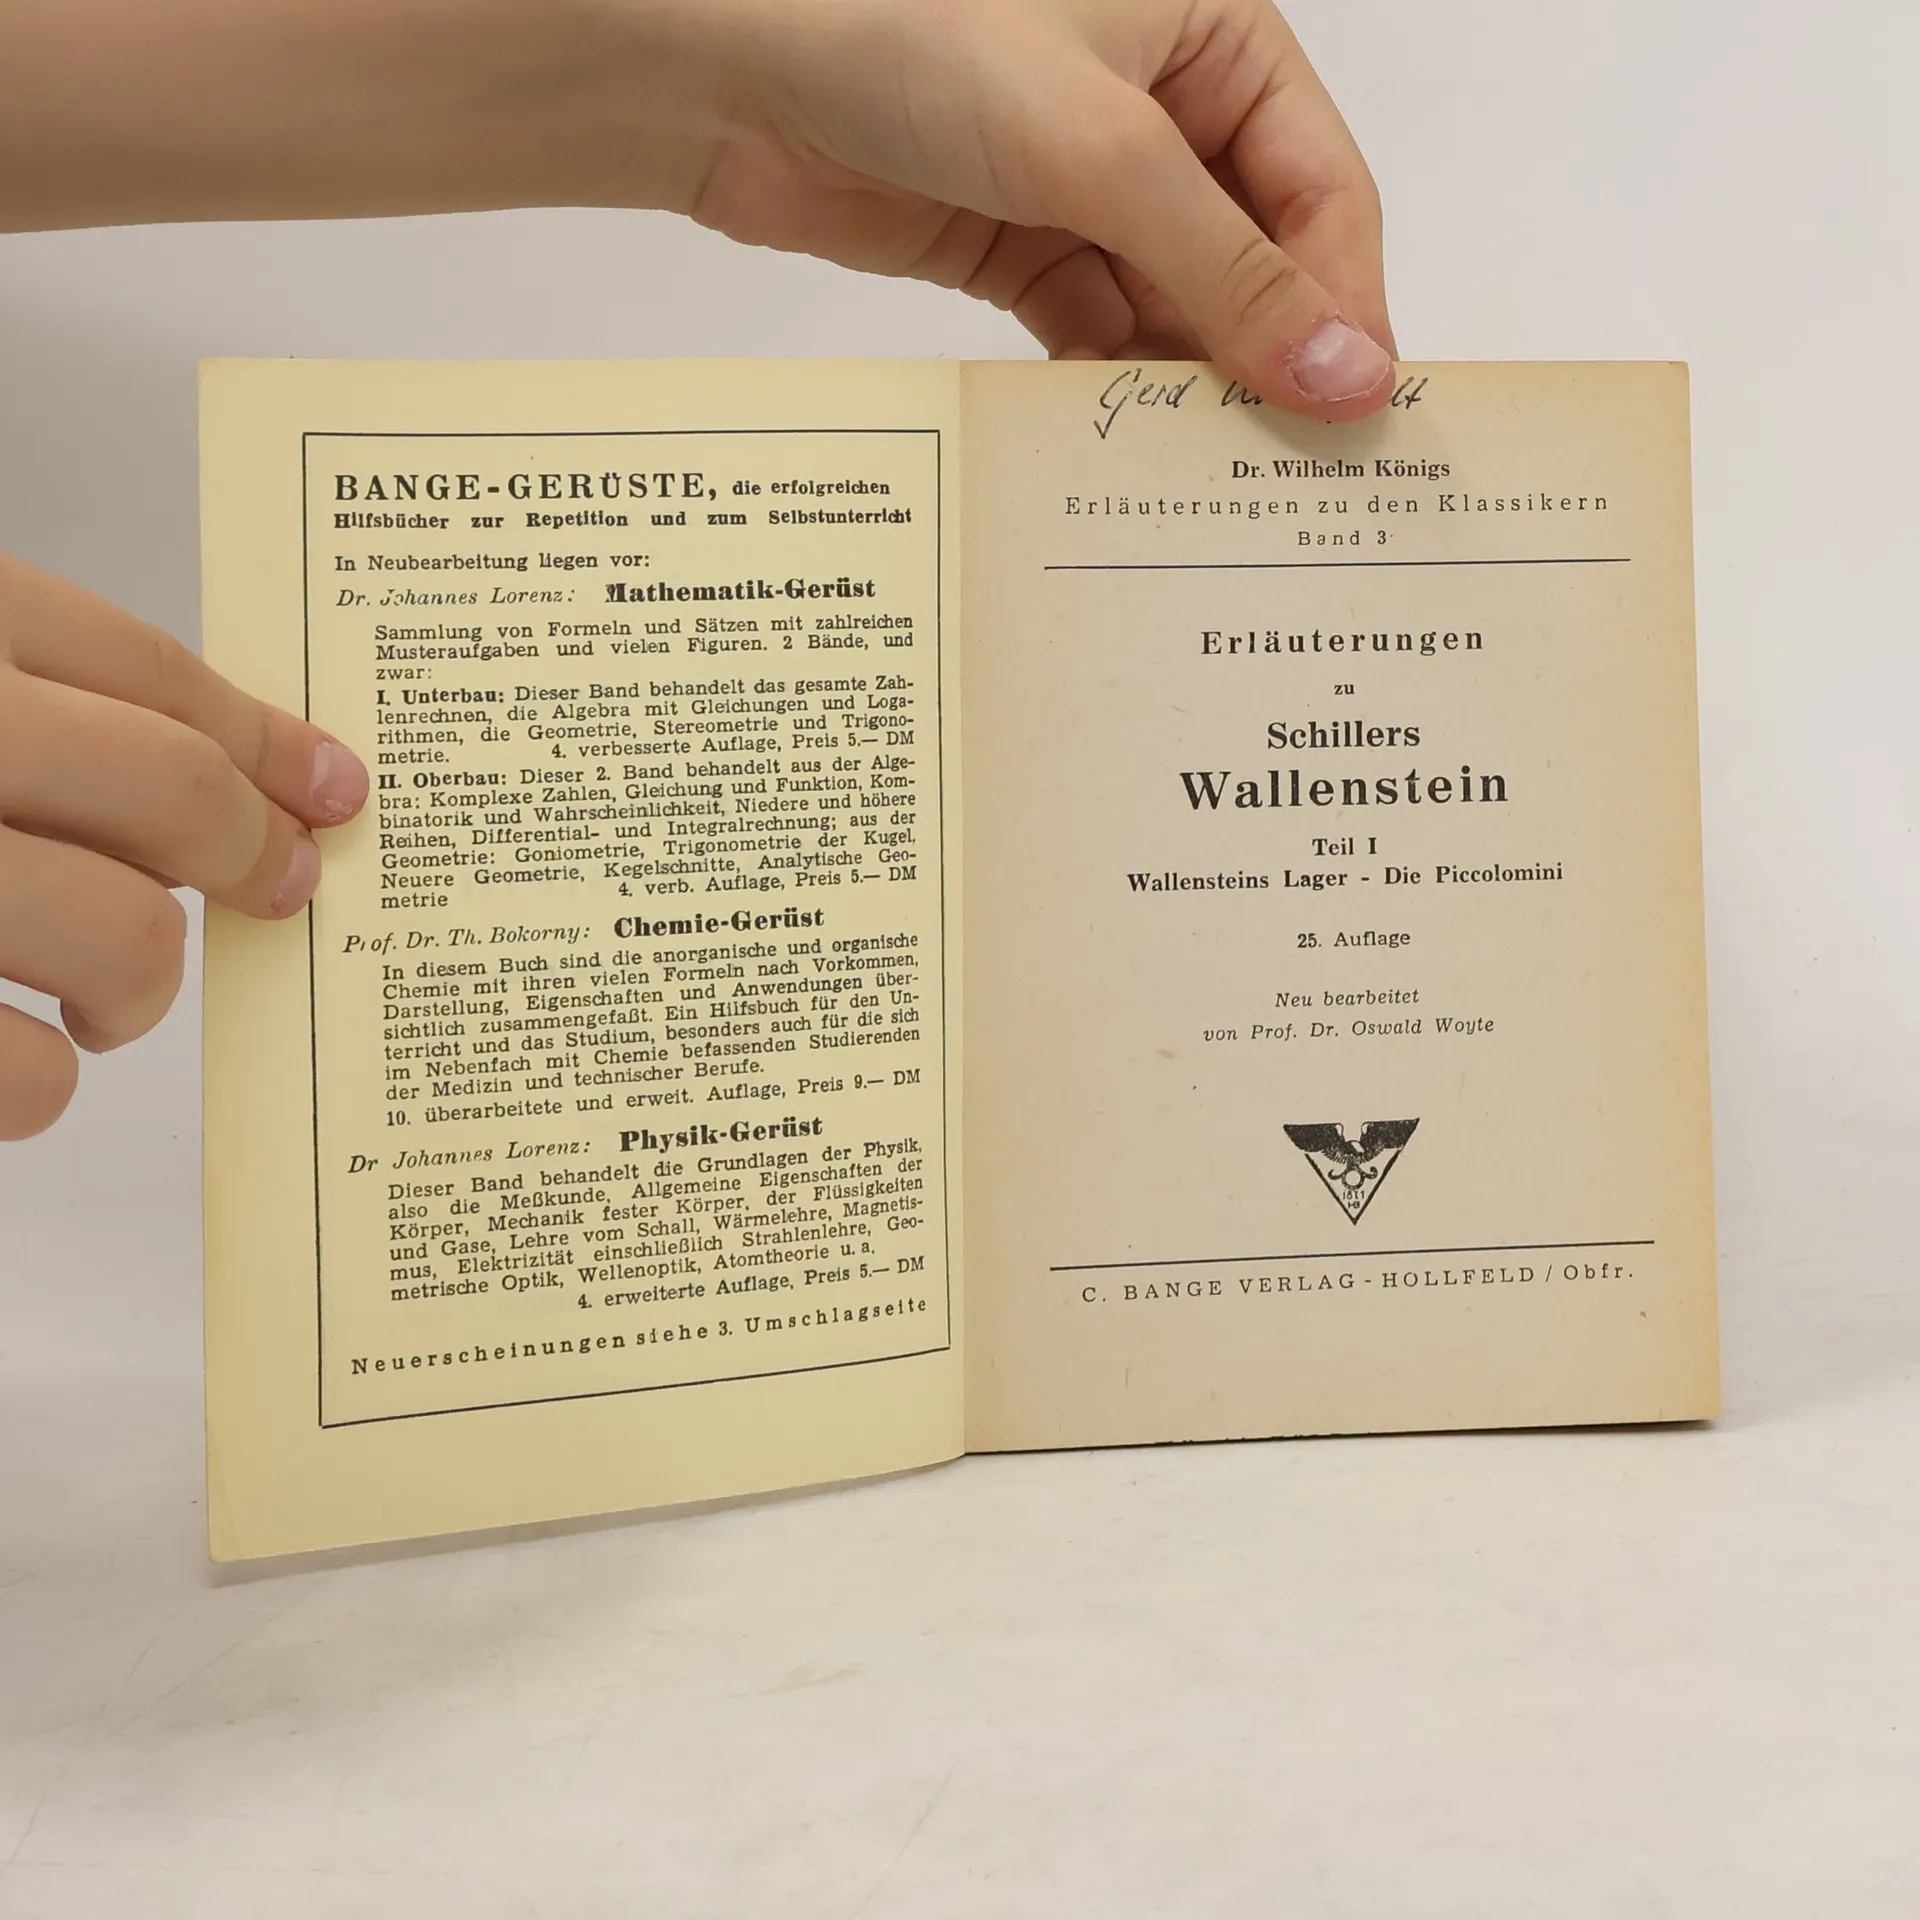 BANGE-GERÜSTE, die erfolgreichen
Hilfsbücher zur Repetition und zum Selbstunterricht
In Neubearbeitung liegen vor:
Dr. Johannes Lorenz: Mathematik-Gerüst
Sammlung von Formeln und Sätzen mit zahlreichen
Musteraufgaben und vielen Figuren. 2 Bände, und
zwar:
I. Unterbau: Dieser Band behandelt das gesamte Zah-
lenrechnen, die Algebra mit Gleichungen und Loga-
rithmen, die Geometrie, Stereometrie und Trigono-
metrie. 4. verbesserte Auflage, Preis 5.— DM
II. Oberbau: Dieser 2. Band behandelt aus der Alge-
bra: Komplexe Zahlen, Gleichung und Funktion, Kom-
binatorik und Wahrscheinlichkeit, Niedere und höhere
Reihen, Differential- und Integralrechnung; aus der
Geometrie: Goniometrie, Trigonometrie der Kugel,
Neuere Geometrie, Kegelschnitte, Analytische Geo-
metrie 4. verb. Auflage, Preis 5.— DM
Prof. Dr. Th. Bokorny: Chemie-Gerüst
In diesem Buch sind die anorganische und organische
Chemie mit ihren vielen Formeln nach Vorkommen,
Darstellung, Eigenschaften und Anwendungen über-
sichtlich zusammengefaßt. Ein Hilfsbuch für den Un-
terricht und das Studium, besonders auch für die sich
im Nebenfach mit Chemie befassenden Studierenden
der Medizin und technischer Berufe.
10. überarbeitete und erweit. Auflage, Preis 9.— DM
Dr Johannes Lorenz: Physik-Gerüst
Dieser Band behandelt die Grundlagen der Physik,
also die Meßkunde, Allgemeine Eigenschaften der
Körper, Mechanik fester Körper, der Flüssigkeiten
und Gase, Lehre vom Schall, Wärmelehre, Magnetis-
mus, Elektrizität einschließlich Strahlenlehre, Geo-
metrische Optik, Wellenoptik, Atomtheorie u. a.
4. erweiterte Auflage, Preis 5.— DM
Neuerscheinungen siehe 3. Umschlagseite
Gerd
Dr. Wilhelm Königs
Erläuterungen zu den Klassikern
Band 3
Erläuterungen
zu
Schillers
Wallenstein
Teil I
Wallensteins Lager - Die Piccolomini
25. Auflage
Neu bearbeitet
von Prof. Dr. Oswald Woyte
1871
HB
C. BANGE VERLAG - HOLLFELD / Obfr.